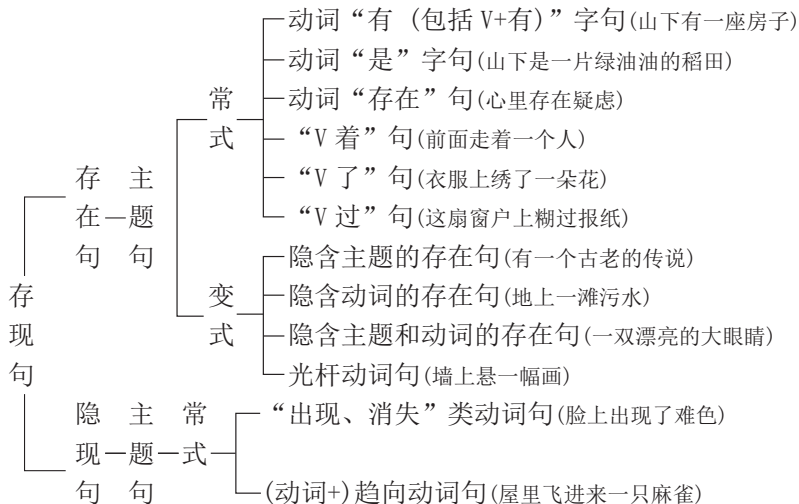 存现句
存在句
主题句
常式
动词“有 (包括 V+有)”字句(山下有一座房子)
动词“是”字句(山下是一片绿油油的稻田)
动词“存在”句(心里存在疑虑)
“V 着”句(前面走着一个人)
“V 了”句(衣服上绣了一朵花)
“V 过”句(这扇窗户上糊过报纸)
变式
隐含主题的存在句(有一个古老的传说)
隐含动词的存在句(地上一滩污水)
隐含主题和动词的存在句(一双漂亮的大眼睛)
光杆动词句(墙上悬一幅画)
隐现句
主题句
常式
“出现、消失”类动词句(脸上出现了难色)
(动词+)趋向动词句(屋里飞进来一只麻雀)